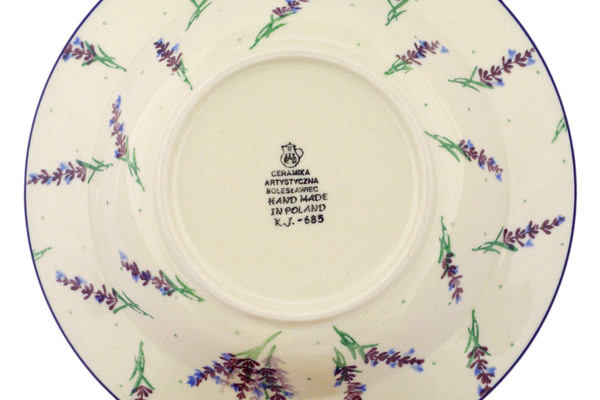 CERAMIKA
ARTYSTYCZNA
BOLESŁAWIEC
HAND MADE
IN POLAND
K.J.-685